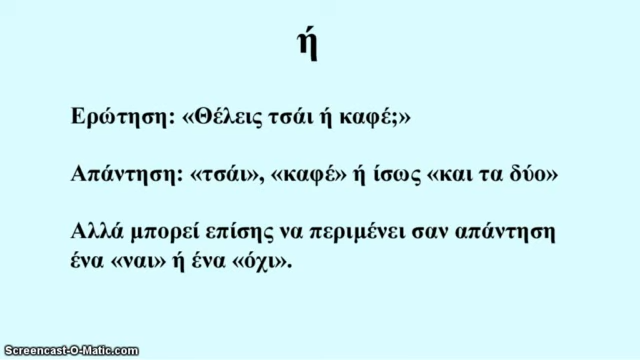 ή
Ερώτηση: «Θέλεις τσάι ή καφέ;»
Απάντηση: «τσάι», «καφέ» ή ίσως «και τα δύο»
Αλλά μπορεί επίσης να περιμένει σαν απάντηση
ένα «ναι» ή ένα «όχι».
Screencast-O-Matic.com